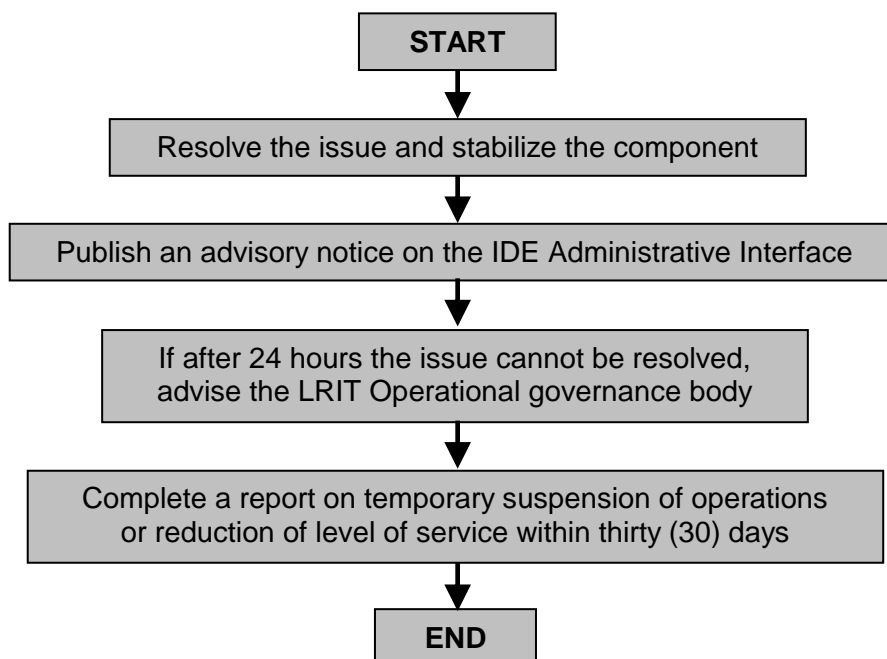 START
Resolve the issue and stabilize the component
Publish an advisory notice on the IDE Administrative Interface
If after 24 hours the issue cannot be resolved,
advise the LRIT Operational governance body
Complete a report on temporary suspension of operations
or reduction of level of service within thirty (30) days
END